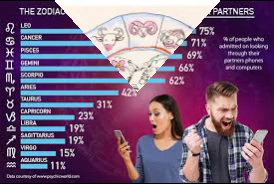 THE ZODIAC PARTNERS
LEO 75%
CANCER 71%
PISCES 69%
GEMINI 66%
SCORPIO 62%
ARIES 42%
TAURUS 31%
CAPRICORN 23%
LIBRA 19%
SAGITTARIUS 19%
VIRGO 15%
AQUARIUS 11%
% of people who
admitted on looking
through their
partners phones
and computers
Data courtesy of www.psychicworld.com